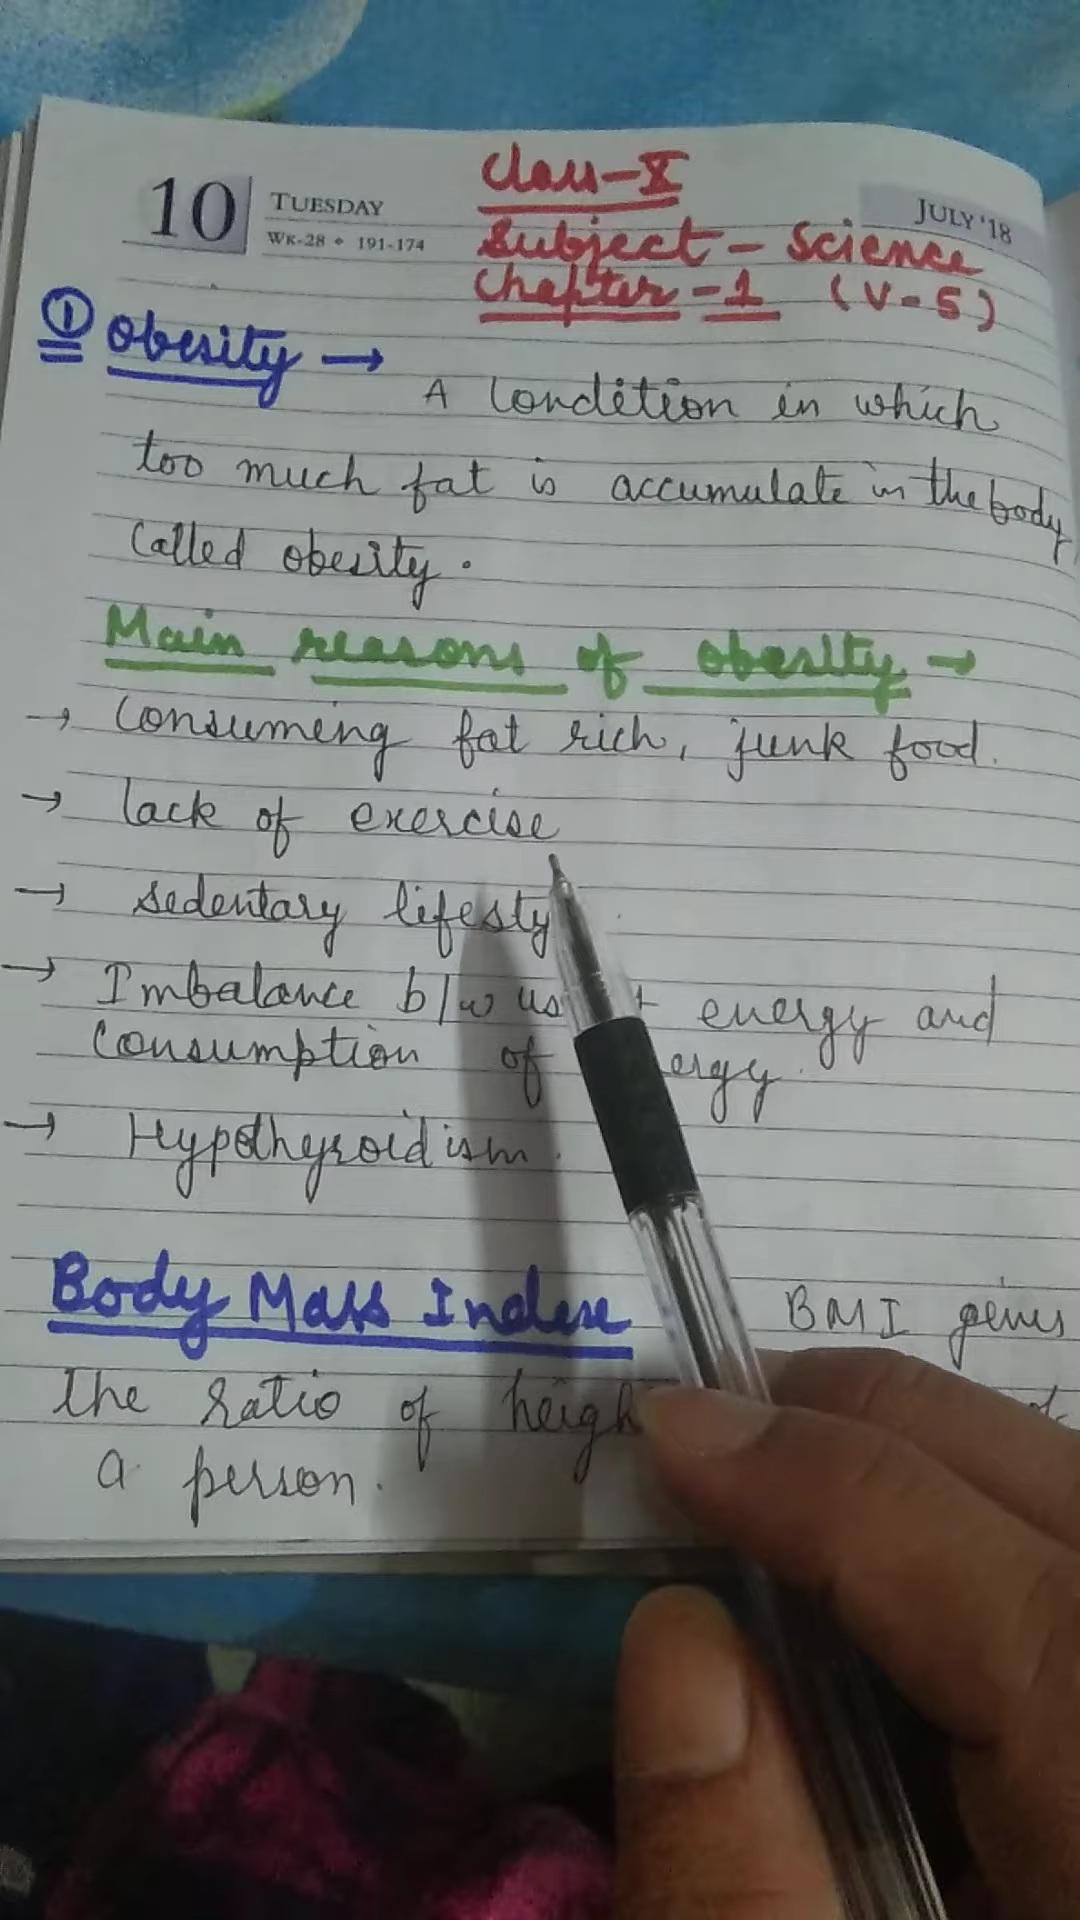 10 TUESDAY
WK-28 • 191-174
JULY '18
Class-X
Subject - Science
Chapter - 1 (V-5)
① Obesity →
A Condition in which
too much fat is accumulate in the body
Called obesity.
Main reasons of obesity →
→ Consuming fat rich, junk food.
→ lack of exercise
→ sedentary
→ Imbalance b/w energy and
Consumption of
→ Hypothyroidism.
Body Mass Index BMI gives
the ratio of
a person.